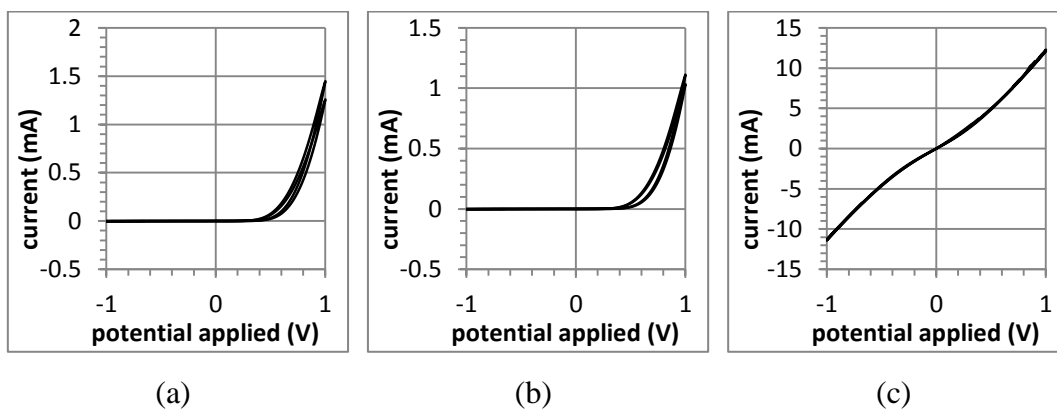 2
1.5
1
0.5
0
-0.5
-1 0 1
current (mA)
potential applied (V)
(a)
1.5
1
0.5
0
-0.5
-1 0 1
current (mA)
potential applied (V)
(b)
15
10
5
0
-5
-10
-15
-1 0 1
current (mA)
potential applied (V)
(c)